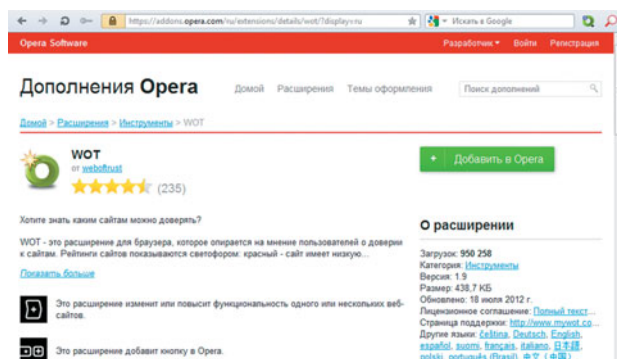 https://addons.opera.com/ru/extensions/details/wot/?display=ru
Искать в Google
Opera Software
Разработчик
Войти
Регистрация
Дополнения Opera
Домой
Расширения
Темы оформления
Поиск дополнений
Домой > Расширения > Инструменты > WOT
WOT
от weboftrust
(235)
+ Добавить в Opera
Хотите знать каким сайтам можно доверять?
WOT - это расширение для браузера, которое опирается на мнение пользователей о доверии
к сайтам. Рейтинги сайтов показываются светофором: красный - сайт имеет низкую...
Показать больше
Это расширение изменит или повысит функциональность одного или нескольких веб-
сайтов.
Это расширение добавит кнопку в Opera.
О расширении
Загрузок: 950 258
Категория: Инструменты
Версия: 1.9
Размер: 438,7 КБ
Обновлено: 18 июля 2012 г.
Лицензионное соглашение: Полный текст...
Страница поддержки: http://www.mywot.co...
Другие языки: čeština, Deutsch, English,
español, suomi, français, italiano, 日本語,
polski, português (Brasil), 中文 (中国)